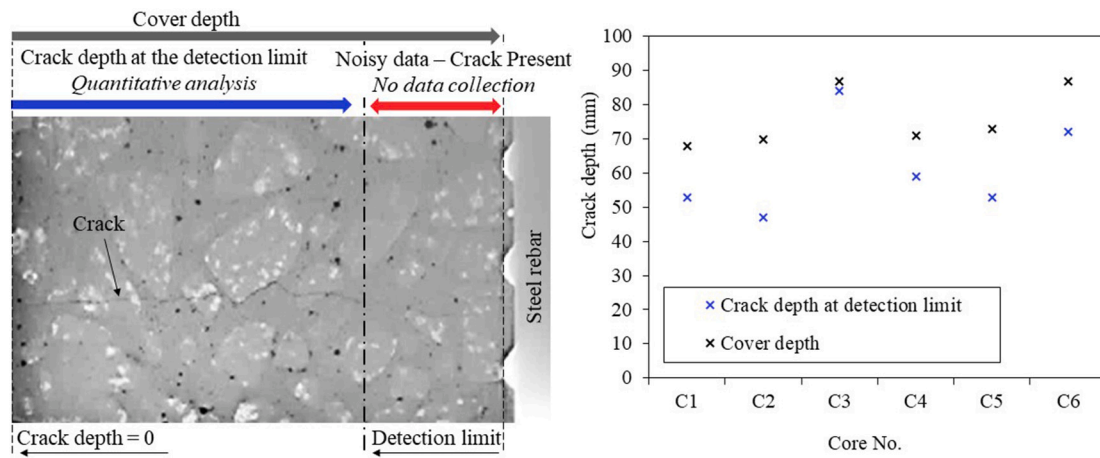 Cover depth
Crack depth at the detection limit
Quantitative analysis
Noisy data – Crack Present
No data collection
Crack
Steel rebar
Crack depth = 0
Detection limit
Crack depth (mm)
100
90
80
70
60
50
40
30
20
10
0
Crack depth at detection limit
Cover depth
C1 C2 C3 C4 C5 C6
Core No.